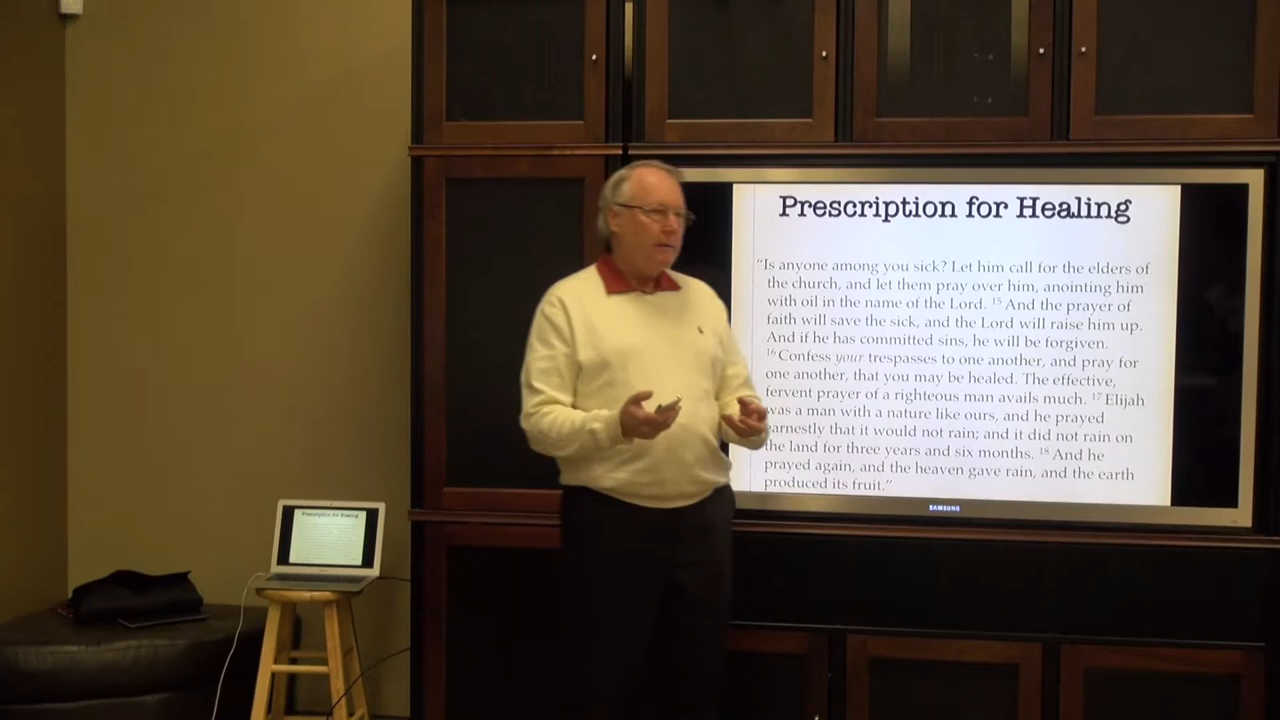 Prescription for Healing
“Is anyone among you sick? Let him call for the elders of
the church, and let them pray over him, anointing him
with oil in the name of the Lord. 15 And the prayer of
faith will save the sick, and the Lord will raise him up.
And if he has committed sins, he will be forgiven.
16 Confess your trespasses to one another, and pray for
one another, that you may be healed. The effective,
fervent prayer of a righteous man avails much. 17 Elijah
was a man with a nature like ours, and he prayed
earnestly that it would not rain; and it did not rain on
the land for three years and six months. 18 And he
prayed again, and the heaven gave rain, and the earth
produced its fruit.”
SAMSUNG
Prescription for Healing